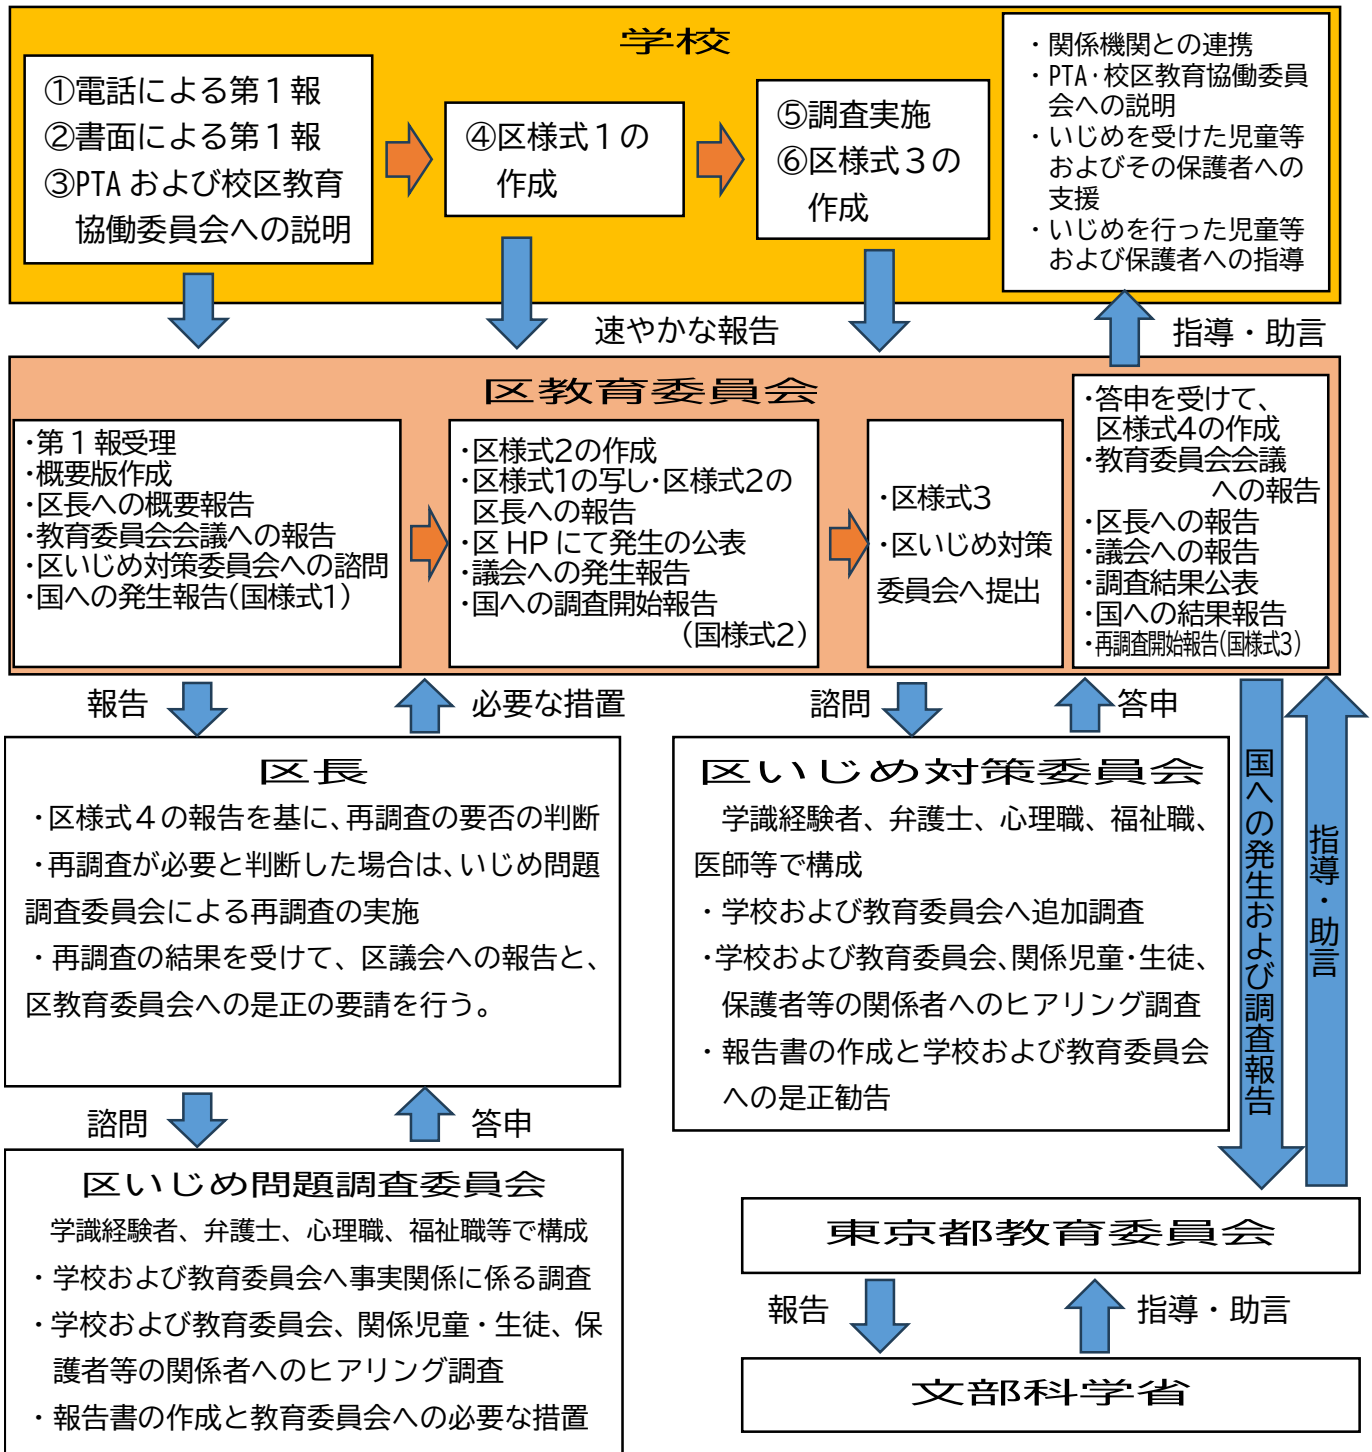 学校
①電話による第１報
②書面による第１報
③PTAおよび校区教育
協働委員会への説明
④区様式１の
作成
⑤調査実施
⑥区様式３の
作成
・関係機関との連携
・PTA・校区教育協働委員
会への説明
・いじめを受けた児童等
およびその保護者への
支援
・いじめを行った児童等
および保護者への指導
速やかな報告
指導・助言
区教育委員会
・第１報受理
・概要版作成
・区長への概要報告
・教育委員会会議への報告
・区いじめ対策委員会への諮問
・国への発生報告(国様式1)
・区様式2の作成
・区様式1の写し・区様式2の
区長への報告
・区HPにて発生の公表
・議会への発生報告
・国への調査開始報告
(国様式2)
・区様式3
・区いじめ対策
委員会へ提出
・答申を受けて、
区様式4の作成
・教育委員会会議
への報告
・区長への報告
・議会への報告
・調査結果公表
・国への結果報告
・再調査開始報告(国様式3)
報告
必要な措置
諮問
答申
区長
・区様式４の報告を基に、再調査の要否の判断
・再調査が必要と判断した場合は、いじめ問題
調査委員会による再調査の実施
・再調査の結果を受けて、区議会への報告と、
区教育委員会への是正の要請を行う。
区いじめ対策委員会
学識経験者、弁護士、心理職、福祉職、
医師等で構成
・学校および教育委員会へ追加調査
・学校および教育委員会、関係児童・生徒、
保護者等の関係者へのヒアリング調査
・報告書の作成と学校および教育委員会
への是正勧告
国への発生および調査報告
指導・助言
諮問
答申
区いじめ問題調査委員会
学識経験者、弁護士、心理職、福祉職等で構成
・学校および教育委員会へ事実関係に係る調査
・学校および教育委員会、関係児童・生徒、保
護者等の関係者へのヒアリング調査
・報告書の作成と教育委員会への必要な措置
東京都教育委員会
報告
指導・助言
文部科学省